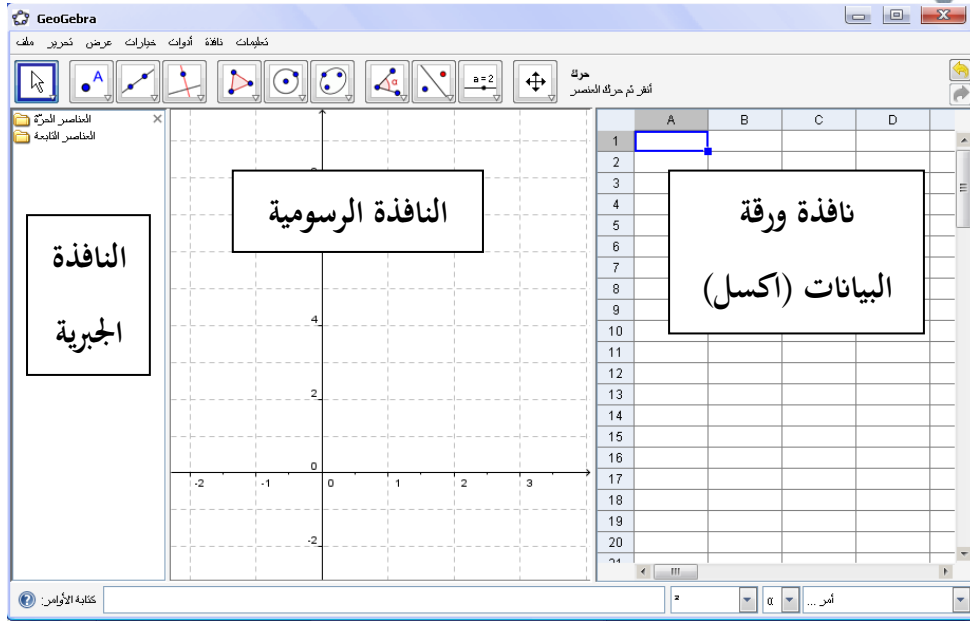 GeoGebra
ملف تحرير عرض خيارات أدوات نافذة تعليمات
A
α
a=2
حرك
أنقر ثم حرك العنصر
العناصر الحرّة
العناصر التابعة
النافذة
الجبرية
النافذة الرسومية
4
2
0
-2 -1 0 1 2 3
-2
A B C D
1
2
3
4
5
6
7
8
9
10
11
12
13
14
15
16
17
18
19
20
نافذة ورقة
البيانات (اكسل)
كتابة الأوامر:
² α أمر ...